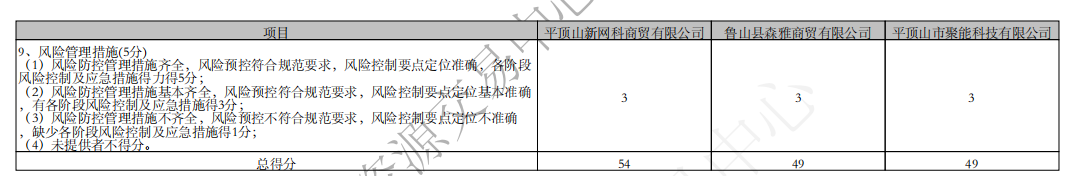 项目 平顶山新网科商贸有限公司 鲁山县森雅商贸有限公司 平顶山市聚能科技有限公司
9、风险管理措施(5分)
（1）风险防控管理措施齐全，风险预控符合规范要求，风险控制要点定位准确，各阶段
风险控制及应急措施得力得5分；
（2）风险防控管理措施基本齐全，风险预控符合规范要求，风险控制要点定位基本准确
，有各阶段风险控制及应急措施得3分；
（3）风险防控管理措施不齐全，风险预控不符合规范要求，风险控制要点定位不准确
，缺少各阶段风险控制及应急措施得1分；
（4）未提供者不得分。
3 3 3
总得分 54 49 49
资源交易中心
中心